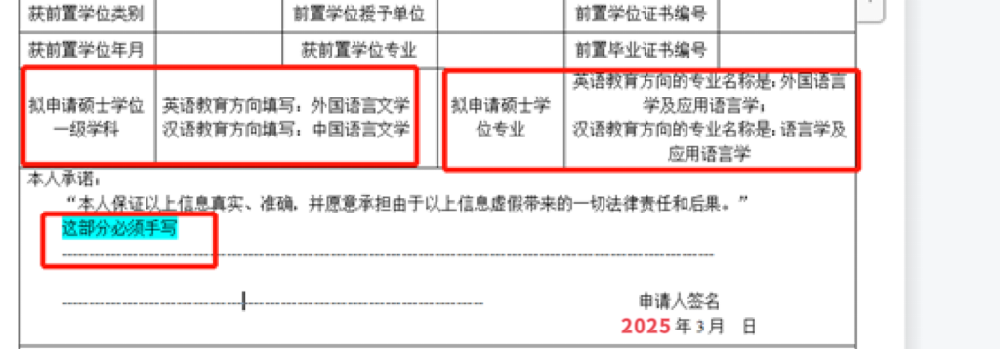 获前置学位类别 前置学位授予单位 前置学位证书编号
获前置学位年月 获前置学位专业 前置毕业证书编号
拟申请硕士学位
一级学科
英语教育方向填写：外国语言文学
汉语教育方向填写：中国语言文学
拟申请硕士学
位专业
英语教育方向的专业名称是：外国语言
学及应用语言学；
汉语教育方向的专业名称是：语言学及
应用语言学
本人承诺：
“本人保证以上信息真实、准确，并愿意承担由于以上信息虚假带来的一切法律责任和后果。”
这部分必须手写
申请人签名
2025 年 3 月 日